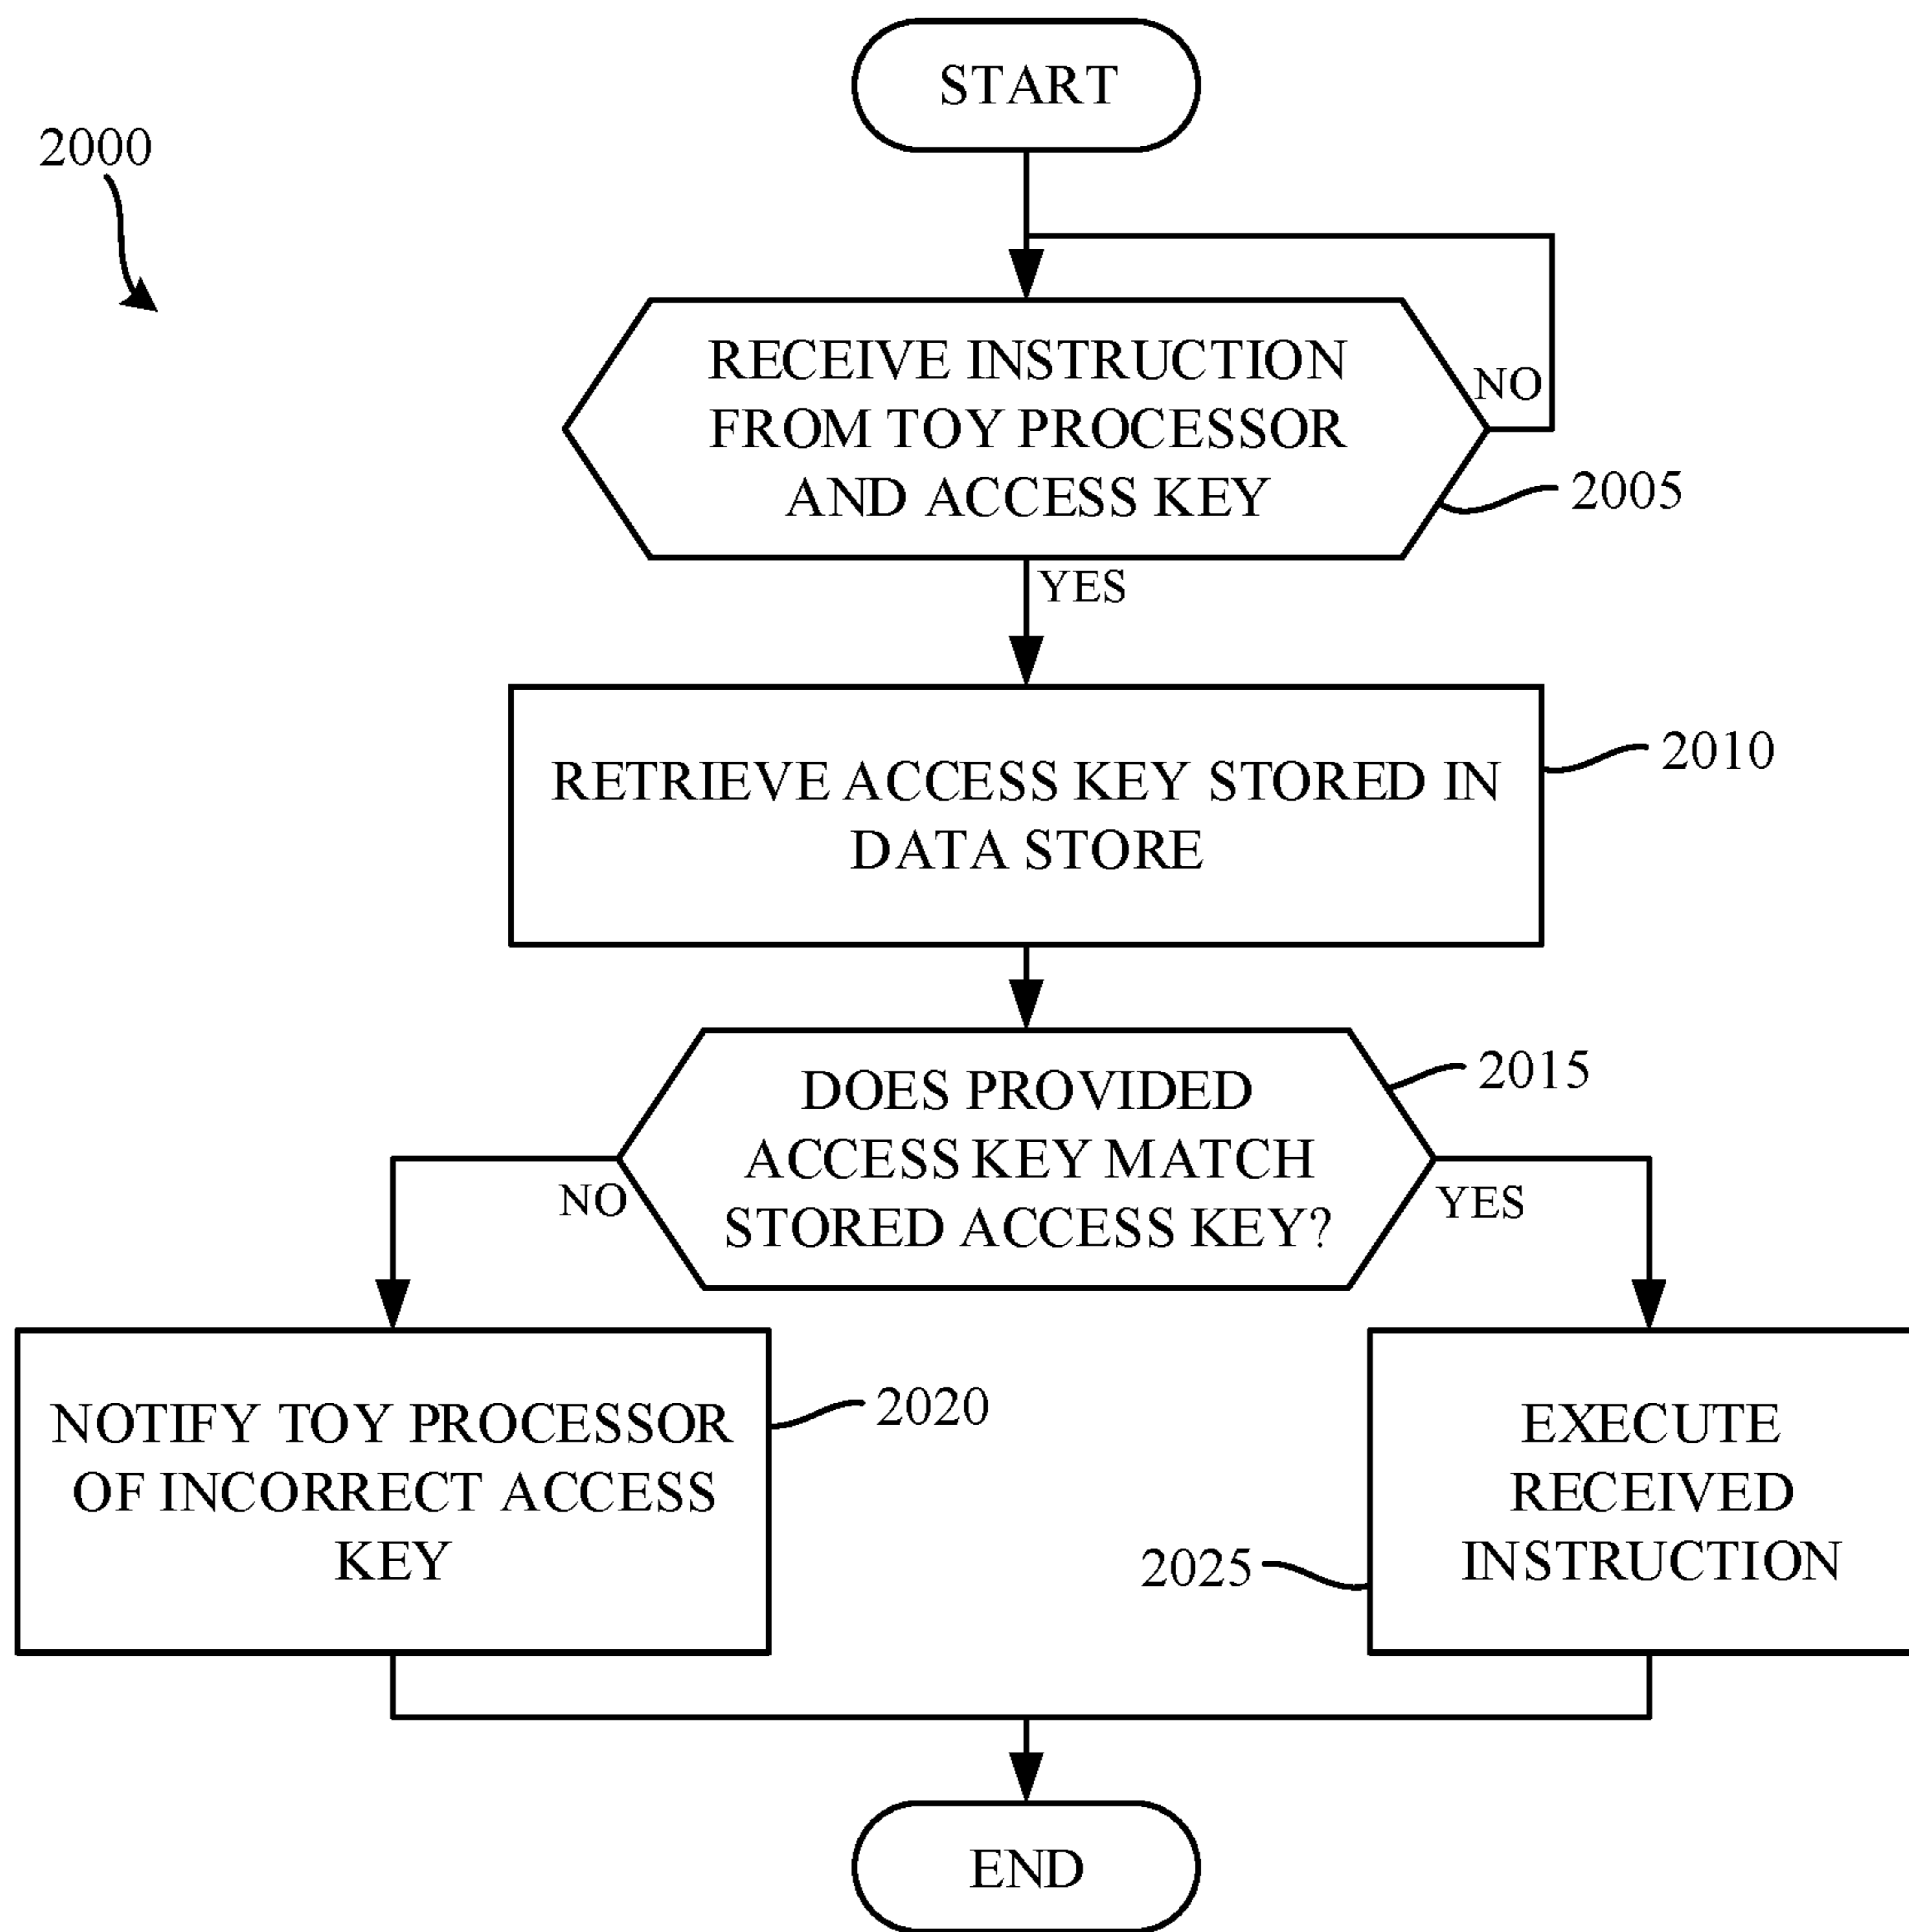 START
2000
RECEIVE INSTRUCTION
FROM TOY PROCESSOR
AND ACCESS KEY
NO
2005
YES
RETRIEVE ACCESS KEY STORED IN
DATA STORE
2010
DOES PROVIDED
ACCESS KEY MATCH
STORED ACCESS KEY?
2015
NO
YES
NOTIFY TOY PROCESSOR
OF INCORRECT ACCESS
KEY
2020
EXECUTE
RECEIVED
INSTRUCTION
2025
END